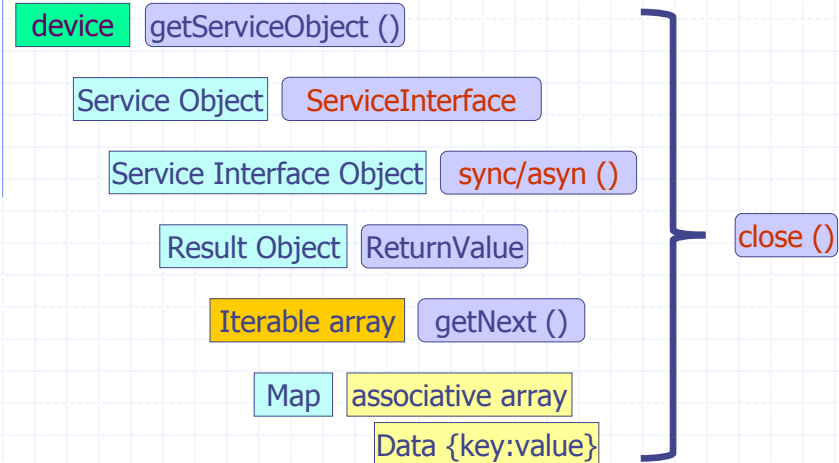 device getServiceObject ()
Service Object ServiceInterface
Service Interface Object sync/asyn ()
Result Object ReturnValue
close ()
Iterable array getNext ()
Map associative array
Data {key:value}